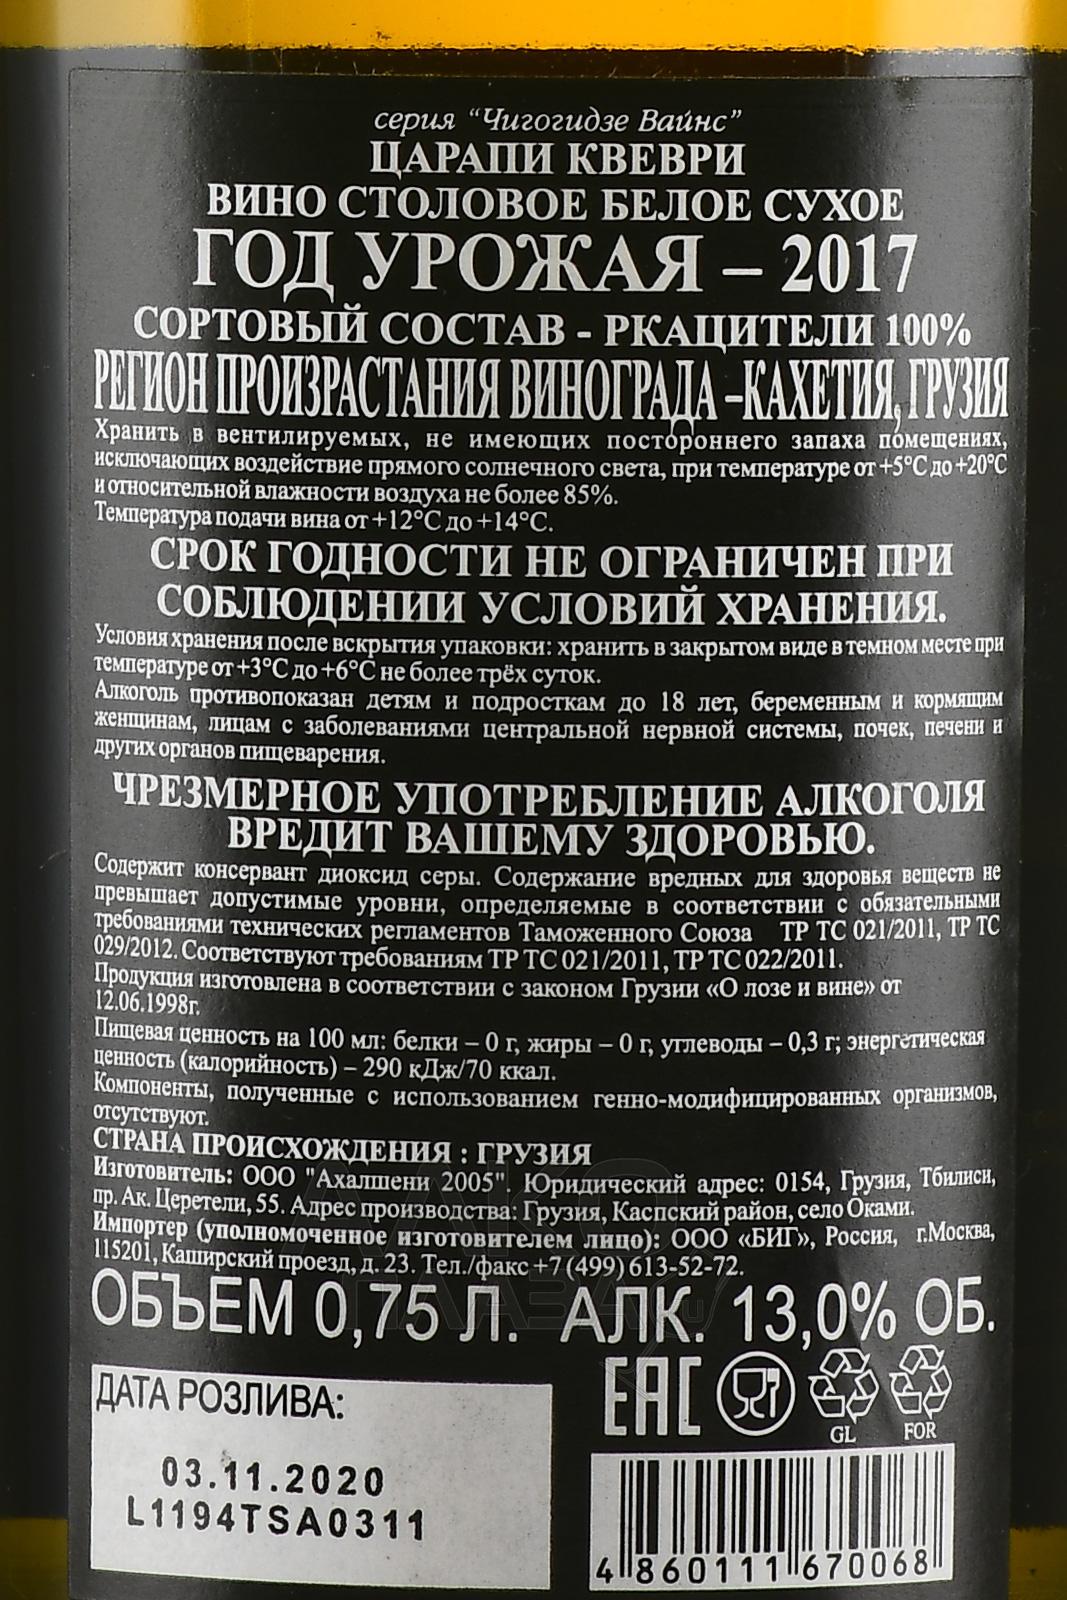 серия "Чигогидзе Вайнс"
ЦАРАПИ КВЕВРИ
ВИНО СТОЛОВОЕ БЕЛОЕ СУХОЕ
ГОД УРОЖАЯ – 2017
СОРТОВЫЙ СОСТАВ - РКАЦИТЕЛИ 100%
РЕГИОН ПРОИЗРАСТАНИЯ ВИНОГРАДА –КАХЕТИЯ, ГРУЗИЯ
Хранить в вентилируемых, не имеющих постороннего запаха помещениях,
исключающих воздействие прямого солнечного света, при температуре от +5°С до +20°С
и относительной влажности воздуха не более 85%.
Температура подачи вина от +12°С до +14°С.
СРОК ГОДНОСТИ НЕ ОГРАНИЧЕН ПРИ
СОБЛЮДЕНИИ УСЛОВИЙ ХРАНЕНИЯ.
Условия хранения после вскрытия упаковки: хранить в закрытом виде в темном месте при
температуре от +3°С до +6°С не более трёх суток.
Алкоголь противопоказан детям и подросткам до 18 лет, беременным и кормящим
женщинам, лицам с заболеваниями центральной нервной системы, почек, печени и
других органов пищеварения.
ЧРЕЗМЕРНОЕ УПОТРЕБЛЕНИЕ АЛКОГОЛЯ
ВРЕДИТ ВАШЕМУ ЗДОРОВЬЮ.
Содержит консервант диоксид серы. Содержание вредных для здоровья веществ не
превышает допустимые уровни, определяемые в соответствии с обязательными
требованиями технических регламентов Таможенного Союза ТР ТС 021/2011, ТР ТС
029/2012. Соответствуют требованиям ТР ТС 021/2011, ТР ТС 022/2011.
Продукция изготовлена в соответствии с законом Грузии «О лозе и вине» от
12.06.1998г.
Пищевая ценность на 100 мл: белки – 0 г, жиры – 0 г, углеводы – 0,3 г; энергетическая
ценность (калорийность) – 290 кДж/70 ккал.
Компоненты, полученные с использованием генно-модифицированных организмов,
отсутствуют.
СТРАНА ПРОИСХОЖДЕНИЯ : ГРУЗИЯ
Изготовитель: ООО "Ахалшени 2005". Юридический адрес: 0154, Грузия, Тбилиси,
пр. Ак. Церетели, 55. Адрес производства: Грузия, Каспский район, село Оками.
Импортер (уполномоченное изготовителем лицо): ООО «БИГ», Россия, г.Москва,
115201, Каширский проезд, д. 23. Тел./факс +7 (499) 613-52-72.
ОБЪЕМ 0,75 Л. АЛК. 13,0% ОБ.
ДАТА РОЗЛИВА:
03.11.2020
L1194TSA0311
EAC
GL
FOR
4 860111 670068